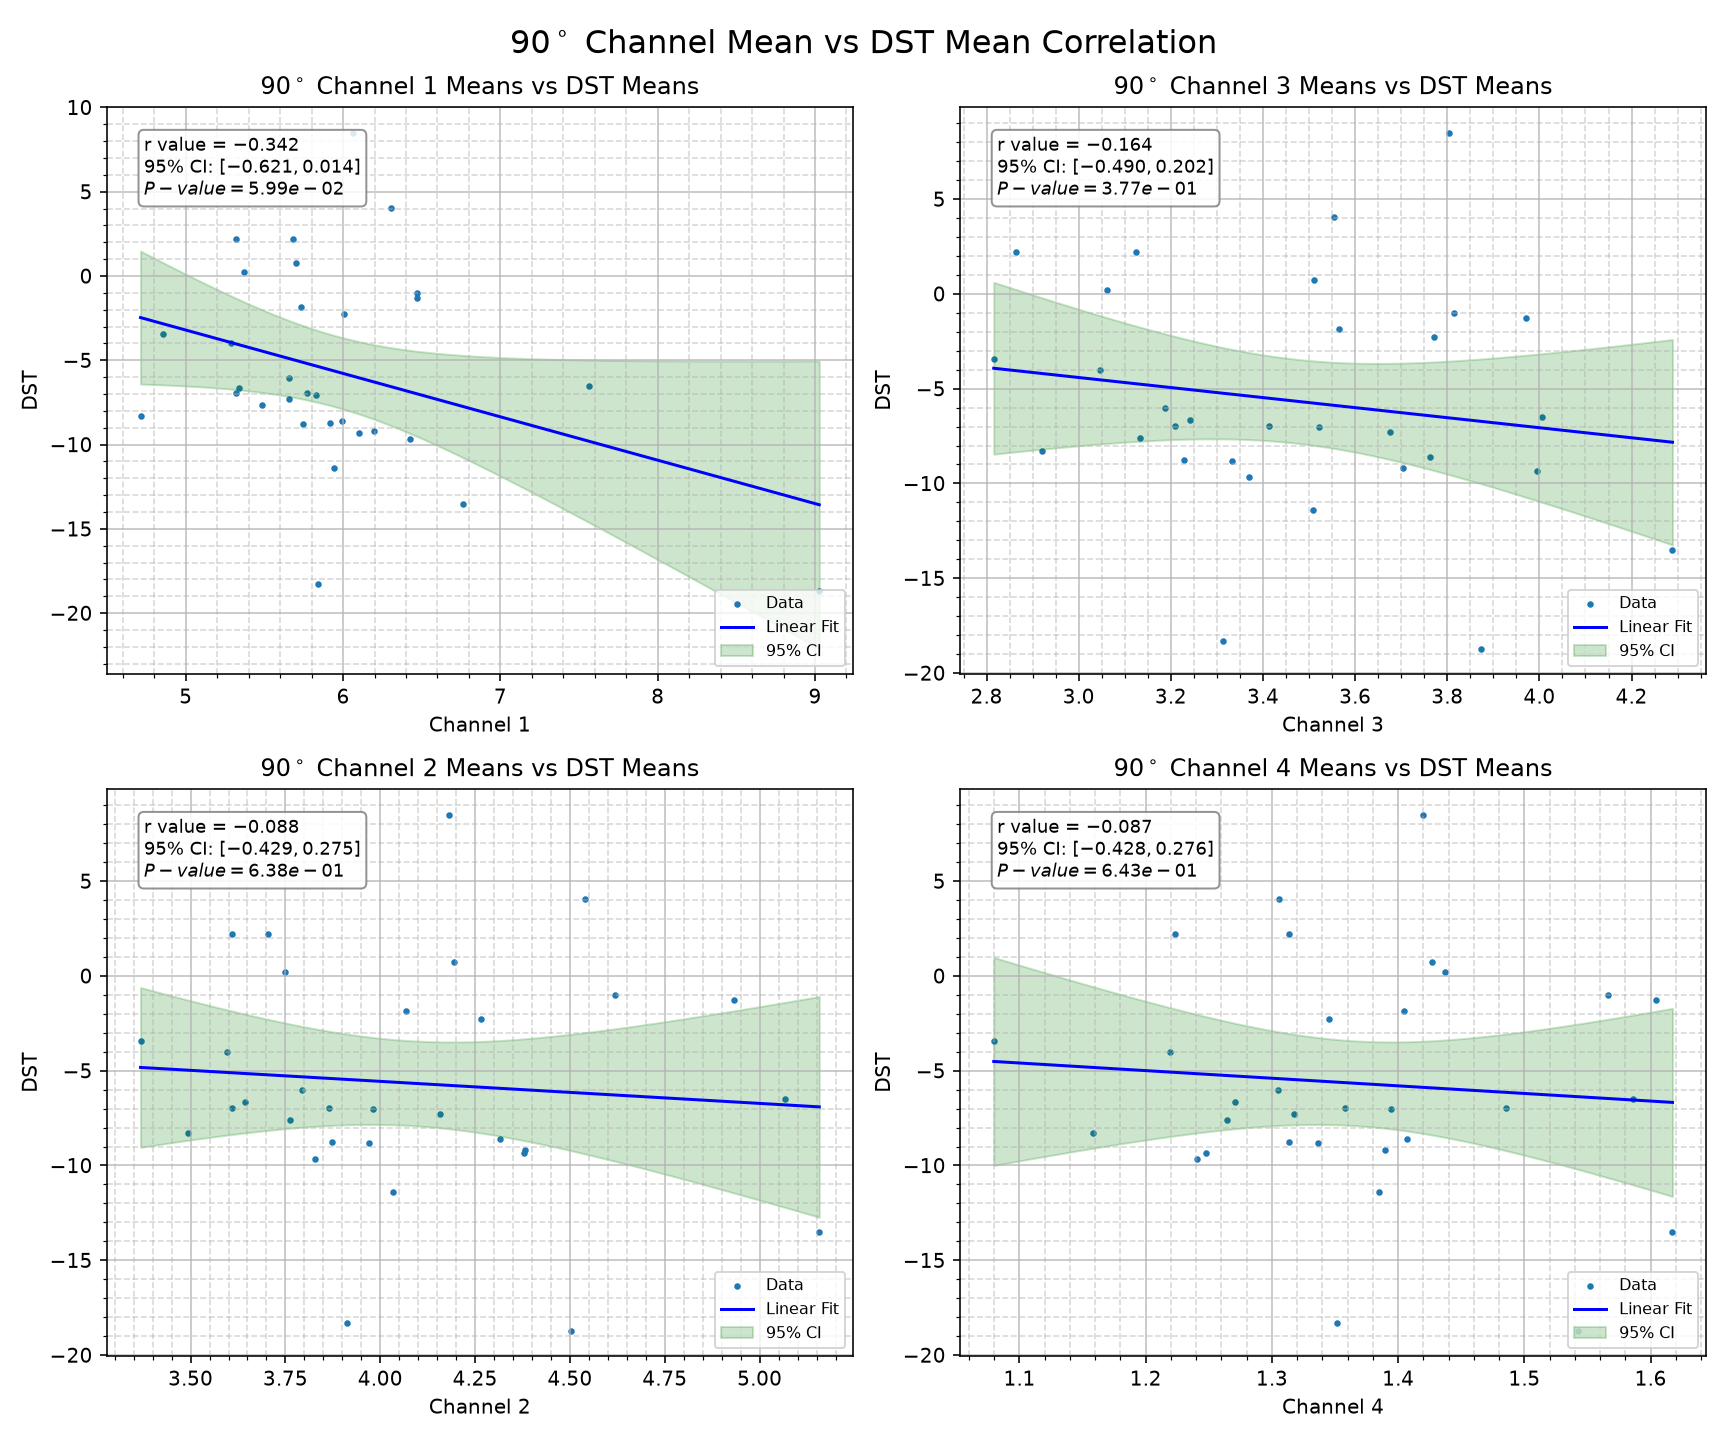 90° Channel Mean vs DST Mean Correlation
90° Channel 1 Means vs DST Means
r value = −0.342
95% CI: [−0.621, 0.014]
P − value = 5.99e − 02
10
5
0
−5
−10
−15
−20
DST
5 6 7 8 9
Channel 1
Data
Linear Fit
95% CI
90° Channel 3 Means vs DST Means
r value = −0.164
95% CI: [−0.490, 0.202]
P − value = 3.77e − 01
5
0
−5
−10
−15
−20
DST
2.8 3.0 3.2 3.4 3.6 3.8 4.0 4.2
Channel 3
Data
Linear Fit
95% CI
90° Channel 2 Means vs DST Means
r value = −0.088
95% CI: [−0.429, 0.275]
P − value = 6.38e − 01
5
0
−5
−10
−15
−20
DST
3.50 3.75 4.00 4.25 4.50 4.75 5.00
Channel 2
Data
Linear Fit
95% CI
90° Channel 4 Means vs DST Means
r value = −0.087
95% CI: [−0.428, 0.276]
P − value = 6.43e − 01
5
0
−5
−10
−15
−20
DST
1.1 1.2 1.3 1.4 1.5 1.6
Channel 4
Data
Linear Fit
95% CI